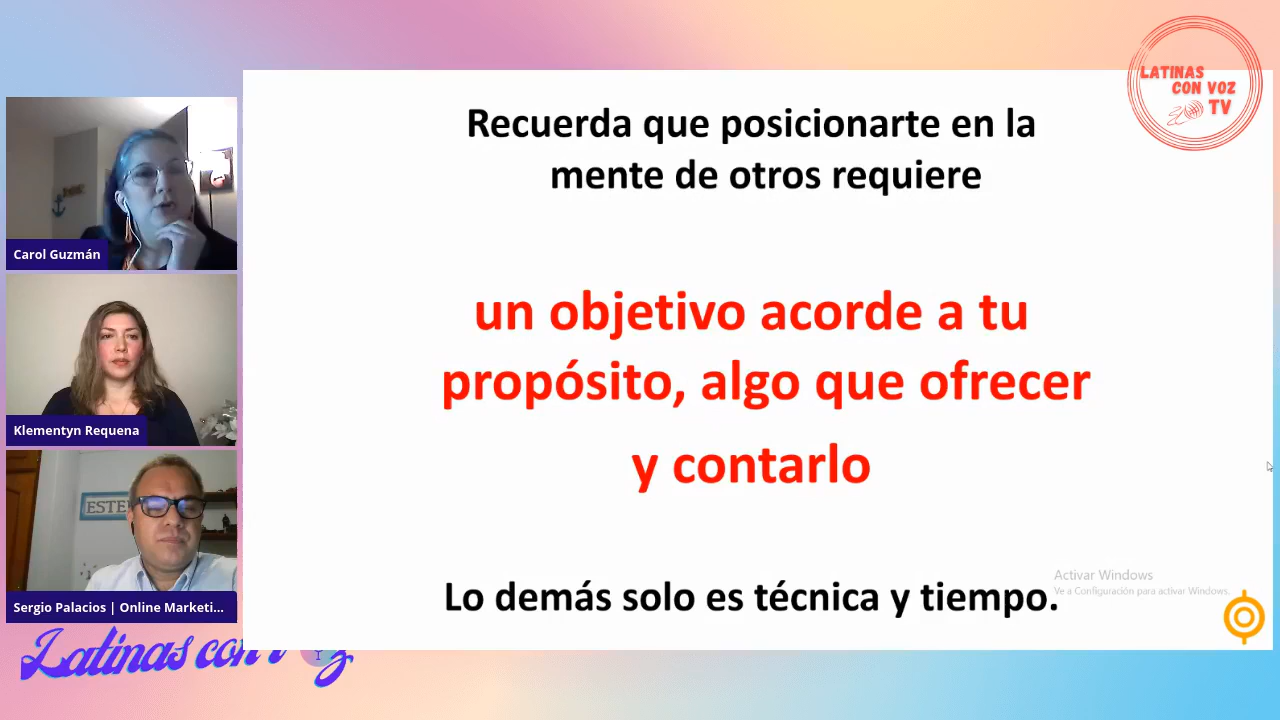 LATINAS
CON VOZ
TV
Recuerda que posicionarte en la
mente de otros requiere
un objetivo acorde a tu
propósito, algo que ofrecer
y contarlo
Lo demás solo es técnica y tiempo.
Activar Windows
Ve a Configuración para activar Windows.
Carol Guzmán
Klementyn Requena
ESTE
Sergio Palacios | Online Marketi...
Latinas con